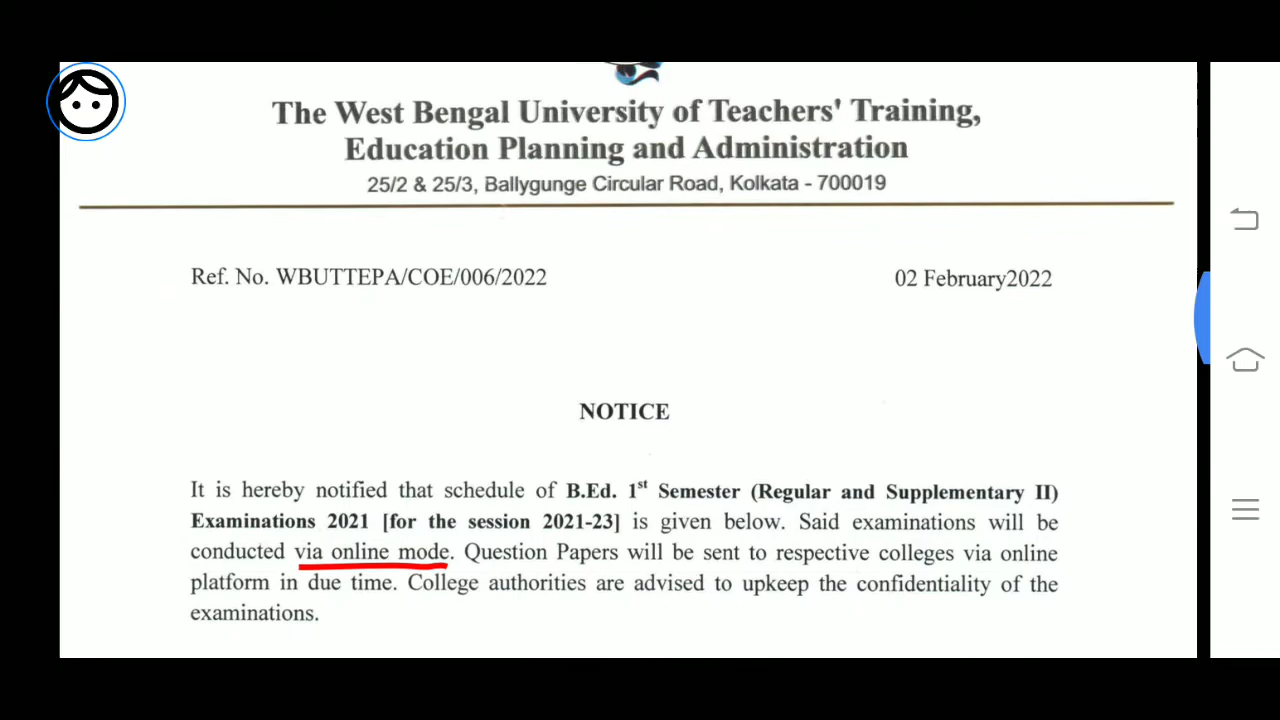 The West Bengal University of Teachers' Training,
Education Planning and Administration
25/2 & 25/3, Ballygunge Circular Road, Kolkata - 700019
Ref. No. WBUTTEPA/COE/006/2022 02 February2022
NOTICE
It is hereby notified that schedule of B.Ed. 1st Semester (Regular and Supplementary II)
Examinations 2021 [for the session 2021-23] is given below. Said examinations will be
conducted via online mode. Question Papers will be sent to respective colleges via online
platform in due time. College authorities are advised to upkeep the confidentiality of the
examinations.